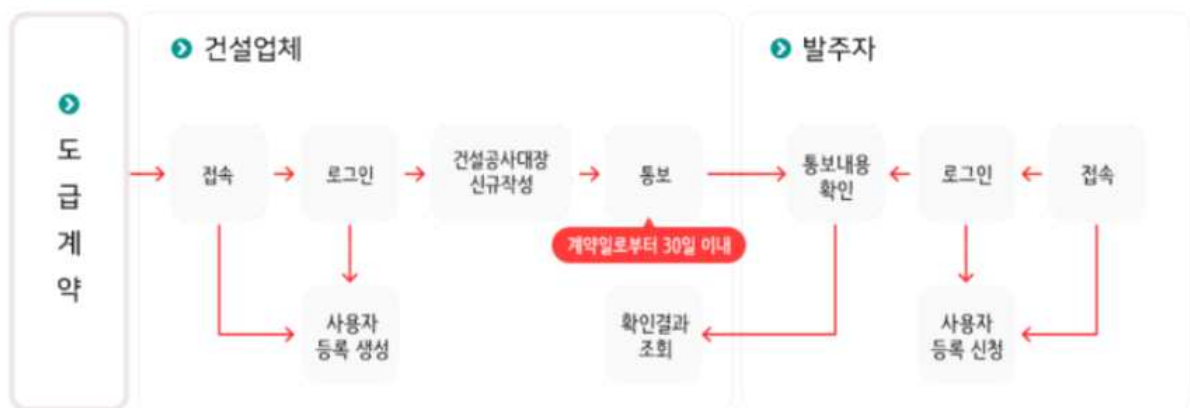 도
급
계
약
건설업체
접속
로그인
건설공사대장
신규작성
통보
계약일로부터 30일 이내
사용자
등록 생성
확인결과
조회
발주자
통보내용
확인
로그인
접속
사용자
등록 신청